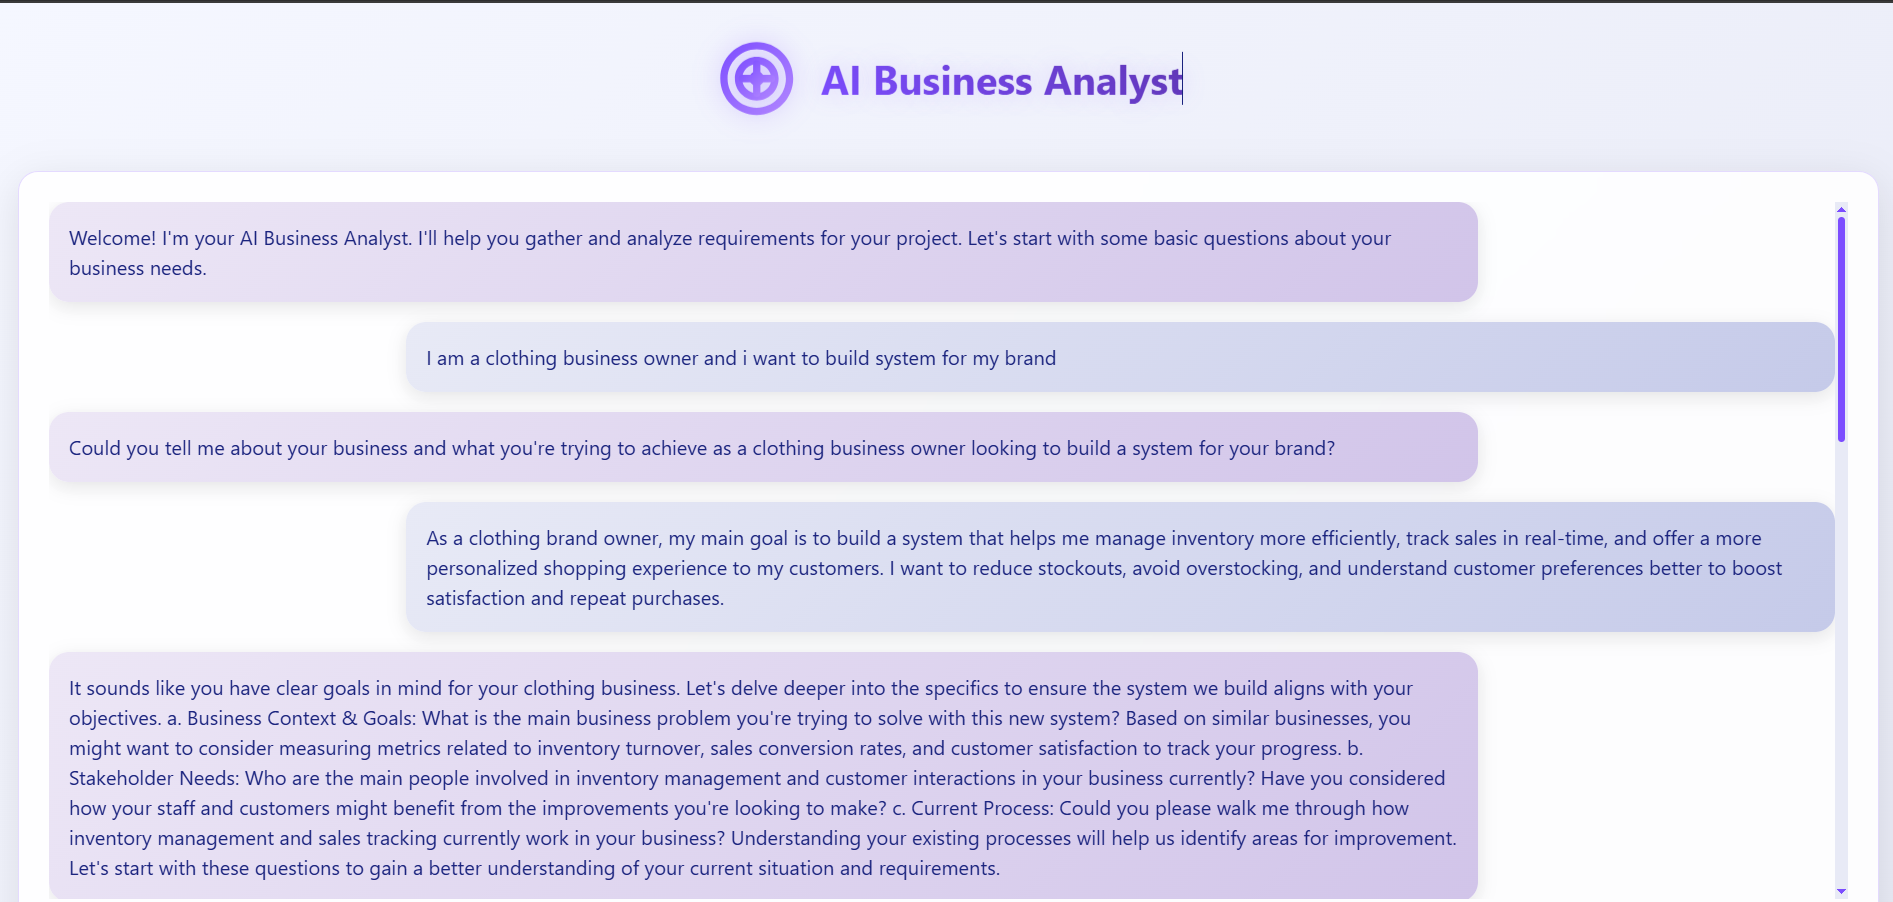 AI Business Analyst
Welcome! I'm your AI Business Analyst. I'll help you gather and analyze requirements for your project. Let's start with some basic questions about your
business needs.
I am a clothing business owner and i want to build system for my brand
Could you tell me about your business and what you're trying to achieve as a clothing business owner looking to build a system for your brand?
As a clothing brand owner, my main goal is to build a system that helps me manage inventory more efficiently, track sales in real-time, and offer a more
personalized shopping experience to my customers. I want to reduce stockouts, avoid overstocking, and understand customer preferences better to boost
satisfaction and repeat purchases.
It sounds like you have clear goals in mind for your clothing business. Let's delve deeper into the specifics to ensure the system we build aligns with your
objectives. a. Business Context & Goals: What is the main business problem you're trying to solve with this new system? Based on similar businesses, you
might want to consider measuring metrics related to inventory turnover, sales conversion rates, and customer satisfaction to track your progress. b.
Stakeholder Needs: Who are the main people involved in inventory management and customer interactions in your business currently? Have you considered
how your staff and customers might benefit from the improvements you're looking to make? c. Current Process: Could you please walk me through how
inventory management and sales tracking currently work in your business? Understanding your existing processes will help us identify areas for improvement.
Let's start with these questions to gain a better understanding of your current situation and requirements.